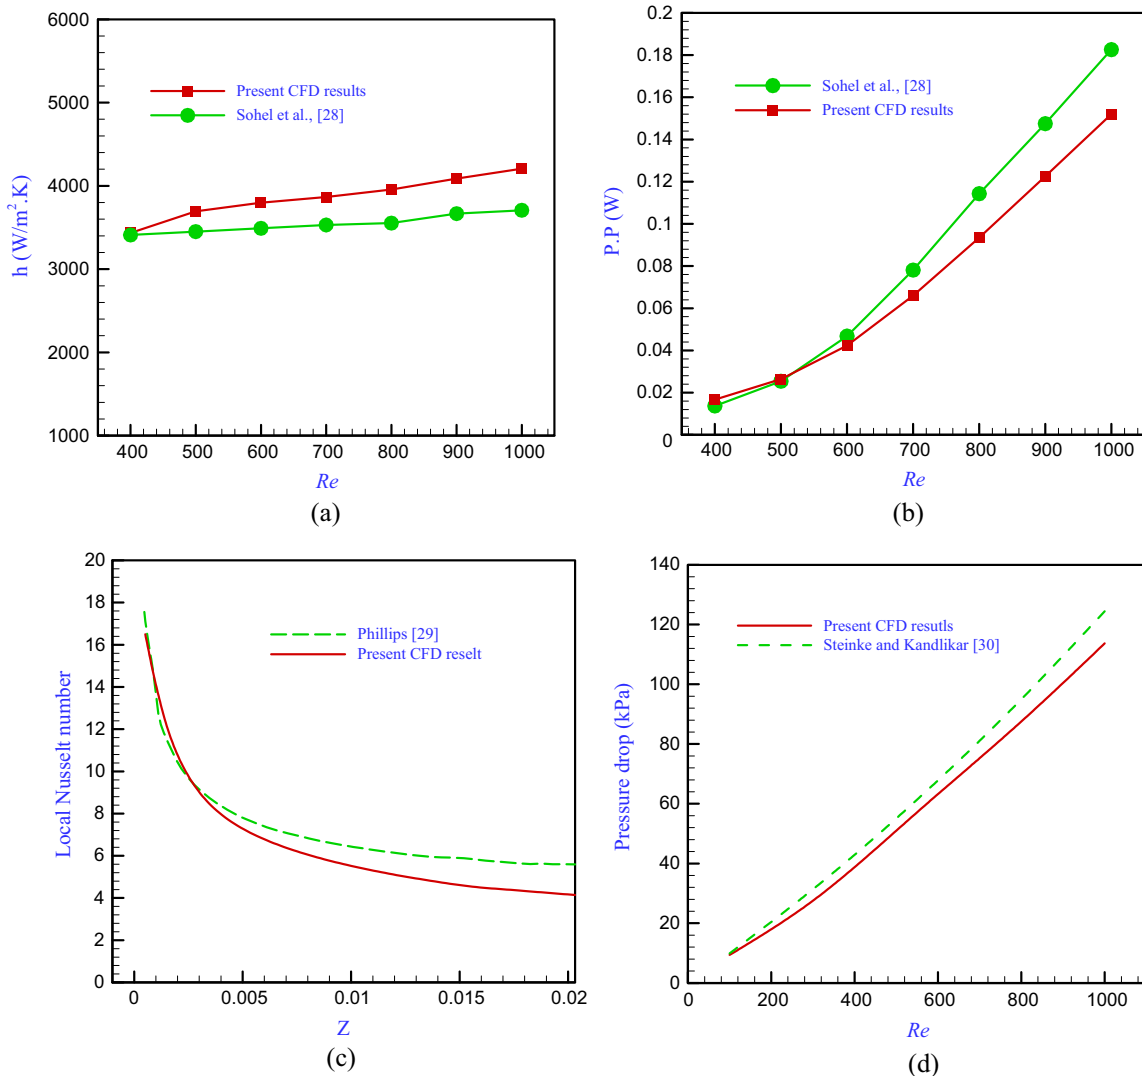 6000
5000
4000
3000
2000
1000
h (W/m².K)
Present CFD results
Sohel et al., [28]
400 500 600 700 800 900 1000
Re
(a)
0.2
0.18
0.16
0.14
0.12
0.1
0.08
0.06
0.04
0.02
0
P.P (W)
Sohel et al., [28]
Present CFD results
400 500 600 700 800 900 1000
Re
(b)
20
18
16
14
12
10
8
6
4
2
0
Local Nusselt number
Phillips [29]
Present CFD reselt
0 0.005 0.01 0.015 0.02
Z
(c)
140
120
100
80
60
40
20
0
Pressure drop (kPa)
Present CFD resutls
Steinke and Kandlikar [30]
0 200 400 600 800 1000
Re
(d)